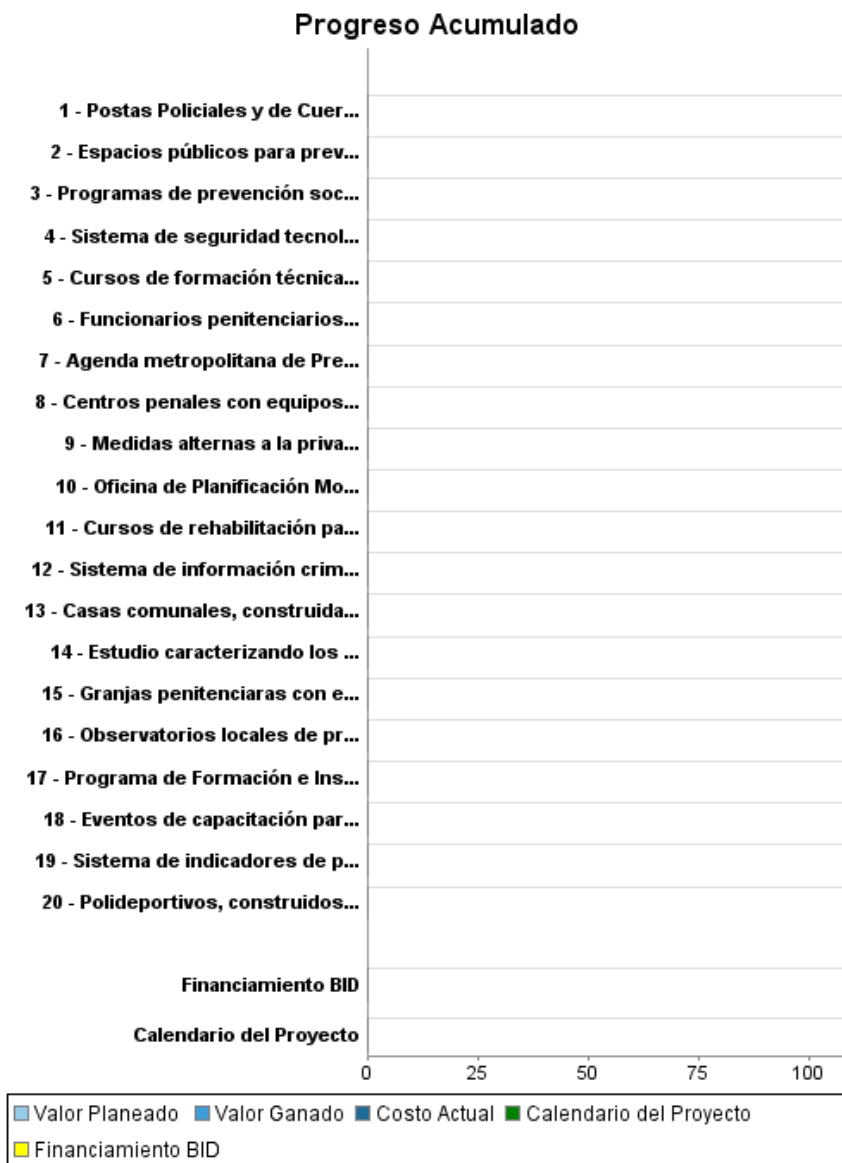 Progreso Acumulado
1 - Postas Policiales y de Cuer...
2 - Espacios públicos para prev...
3 - Programas de prevención soc...
4 - Sistema de seguridad tecnol...
5 - Cursos de formación técnica...
6 - Funcionarios penitenciarios...
7 - Agenda metropolitana de Pre...
8 - Centros penales con equipos...
9 - Medidas alternas a la priva...
10 - Oficina de Planificación Mo...
11 - Cursos de rehabilitación pa...
12 - Sistema de información crim...
13 - Casas comunales, construida...
14 - Estudio caracterizando los ...
15 - Granjas penitenciaras con e...
16 - Observatorios locales de pr...
17 - Programa de Formación e Ins...
18 - Eventos de capacitación par...
19 - Sistema de indicadores de p...
20 - Polideportivos, construidos...
Financiamiento BID
Calendario del Proyecto
0 25 50 75 100
Valor Planeado Valor Ganado Costo Actual Calendario del Proyecto
Financiamiento BID